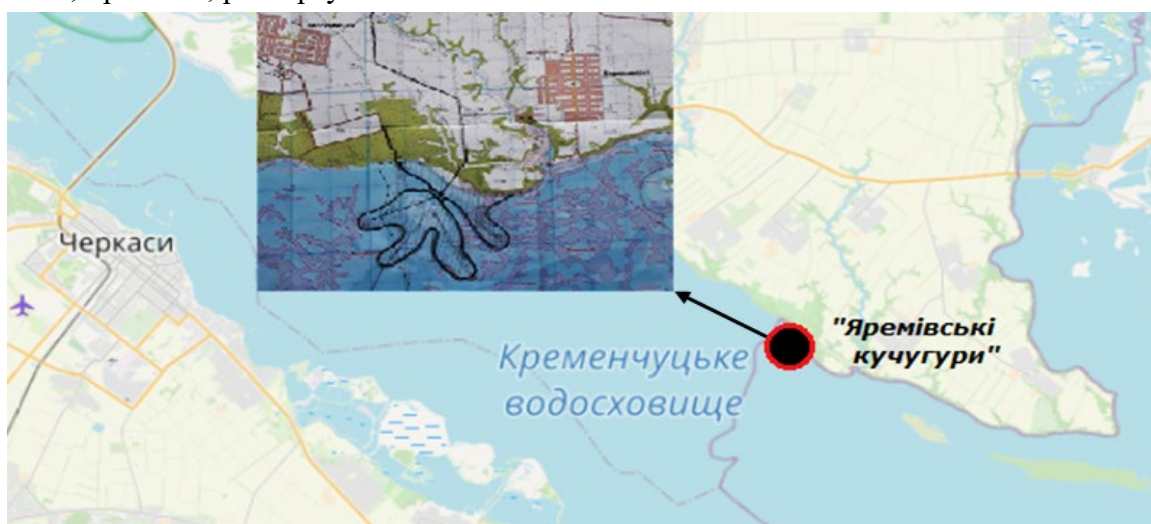 Черкаси
Кременчуцьке
водосховище
"Яремівські
кучугури"